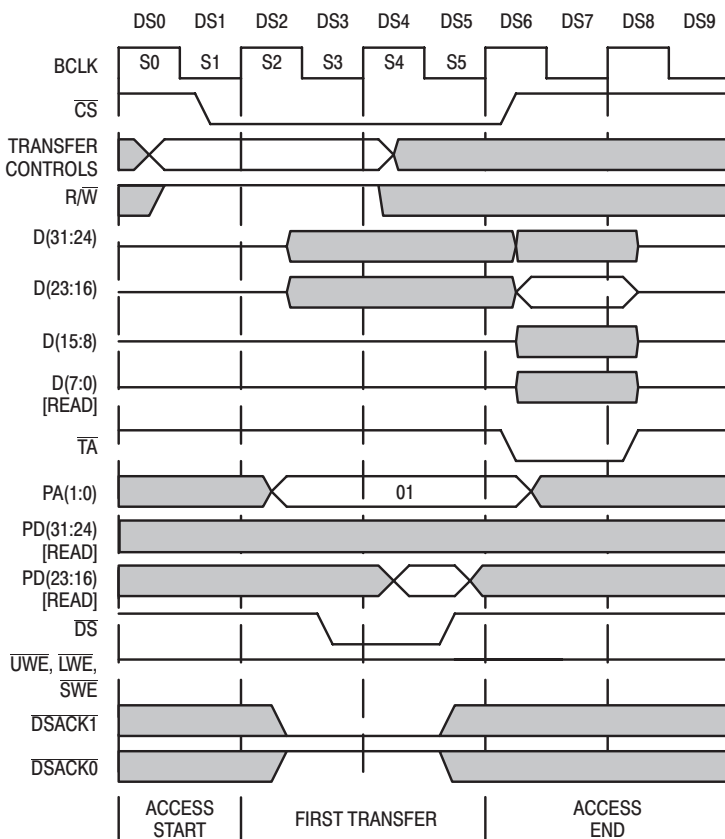 DS0 DS1 DS2 DS3 DS4 DS5 DS6 DS7 DS8 DS9
BCLK S0 S1 S2 S3 S4 S5
CS
TRANSFER
CONTROLS
R/W
D(31:24)
D(23:16)
D(15:8)
D(7:0)
[READ]
TA
PA(1:0) 01
PD(31:24)
[READ]
PD(23:16)
[READ]
DS
UWE, LWE,
SWE
DSACK1
DSACK0
ACCESS
START
FIRST TRANSFER
ACCESS
END